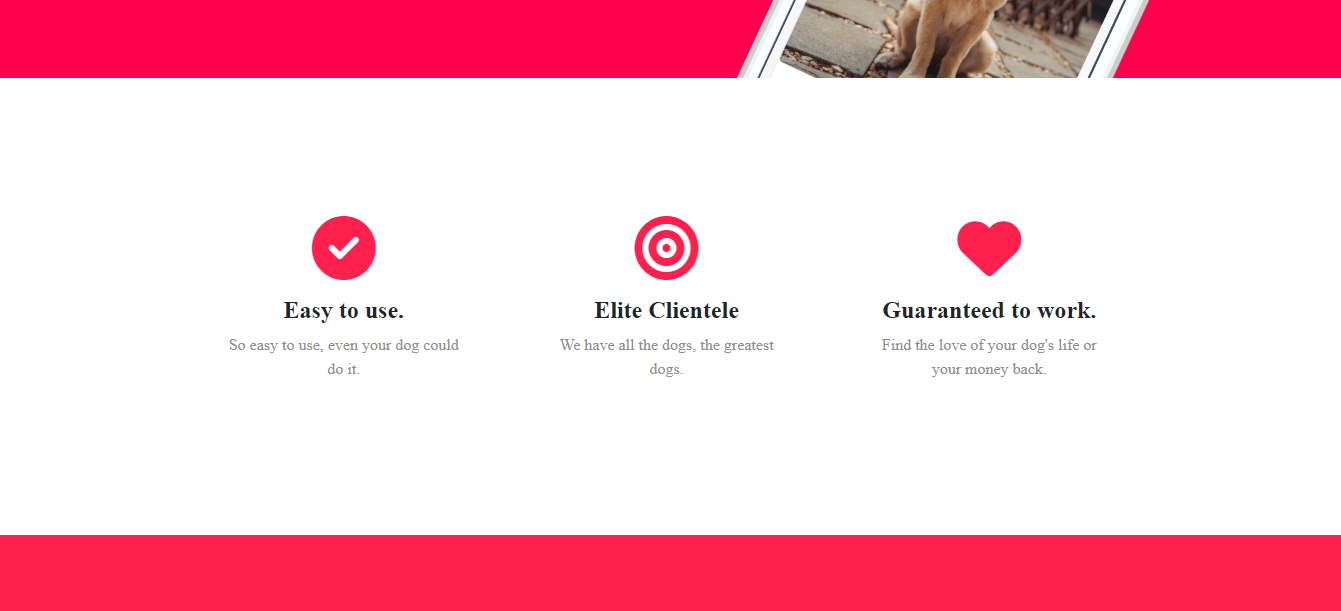 Easy to use.
So easy to use, even your dog could
do it.
Elite Clientele
We have all the dogs, the greatest
dogs.
Guaranteed to work.
Find the love of your dog's life or
your money back.